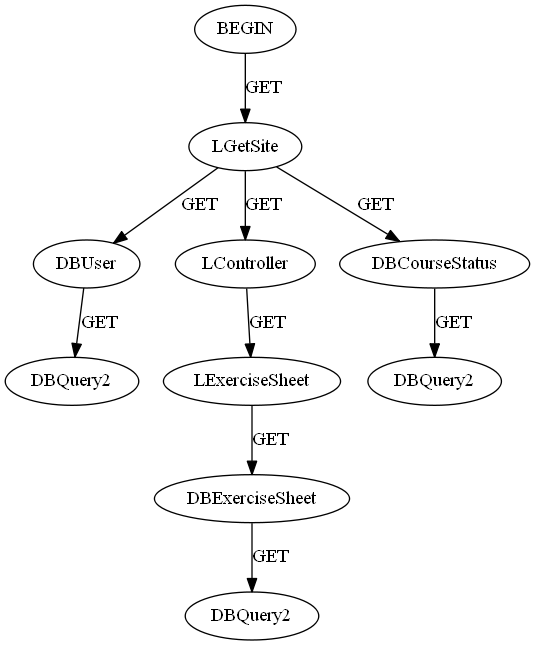 BEGIN
GET
LGetSite
GET
GET
GET
DBUser
LController
DBCourseStatus
GET
GET
GET
DBQuery2
LExerciseSheet
DBQuery2
GET
DBExerciseSheet
GET
DBQuery2